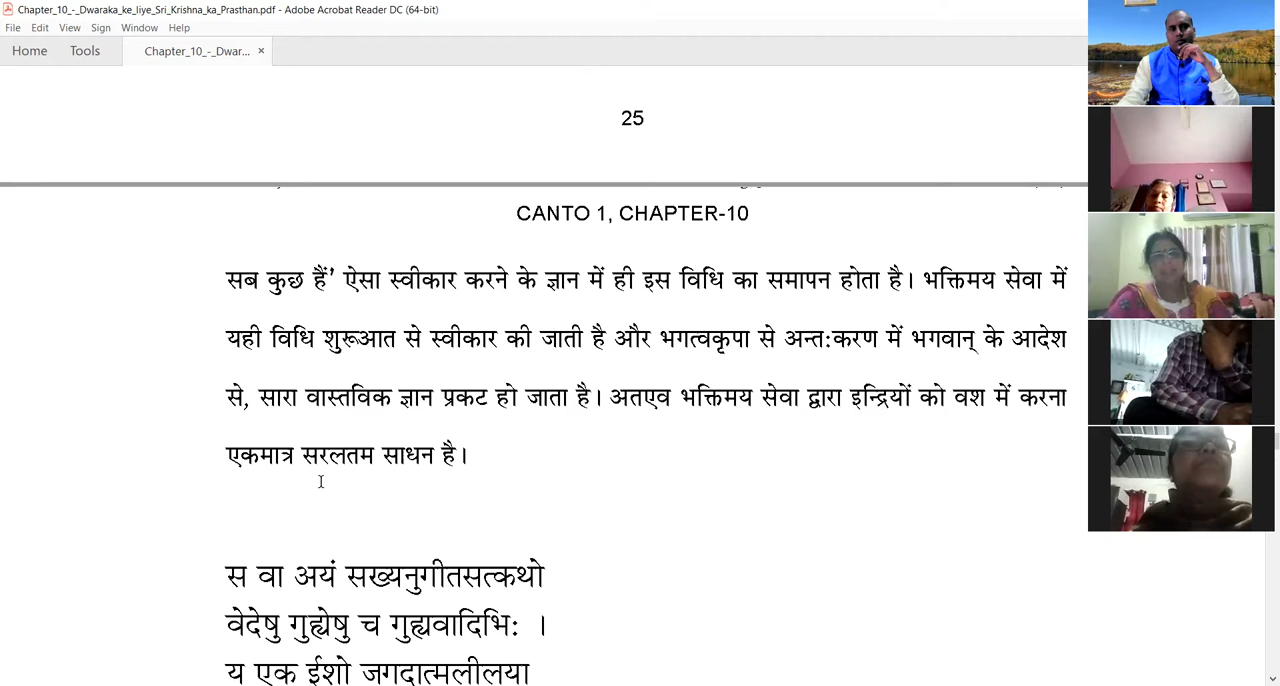 Chapter_10_-_Dwaraka_ke_liye_Sri_Krishna_ka_Prasthan.pdf - Adobe Acrobat Reader DC (64-bit)
File Edit View Sign Window Help
Home Tools Chapter_10_-_Dwar... ×
25
CANTO 1, CHAPTER-10
सब कुछ हैं' ऐसा स्वीकार करने के ज्ञान में ही इस विधि का समापन होता है। भक्तिमय सेवा में
यही विधि शुरूआत से स्वीकार की जाती है और भगत्वकृपा से अन्त:करण में भगवान् के आदेश
से, सारा वास्तविक ज्ञान प्रकट हो जाता है। अतएव भक्तिमय सेवा द्वारा इन्द्रियों को वश में करना
एकमात्र सरलतम साधन है।
स वा अयं सख्यनुगीतसत्कथो
वेदेषु गुह्येषु च गुह्यवादिभि: ।
य एक ईशो जगदात्मलीलया